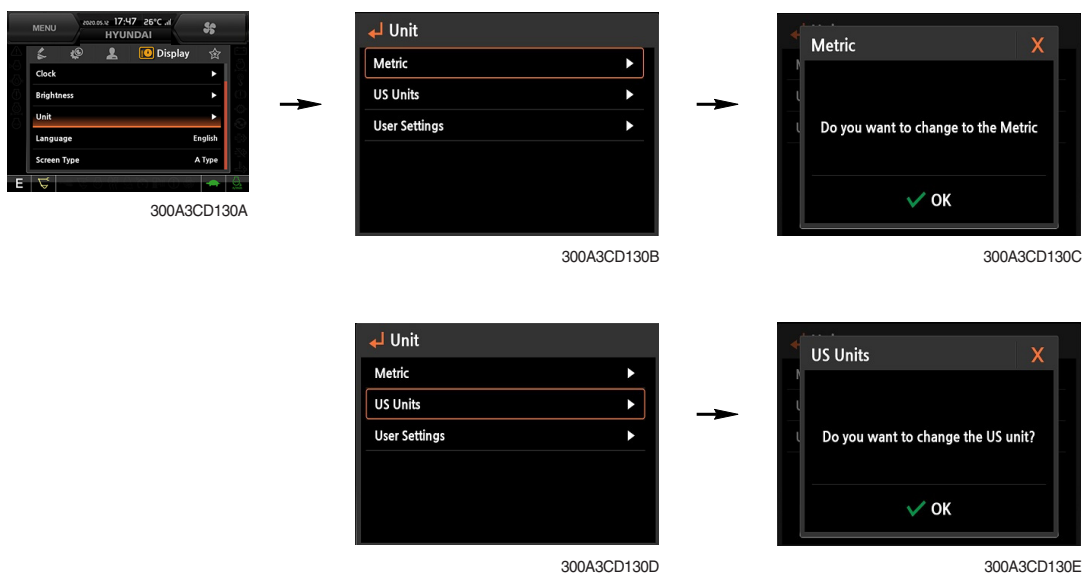 MENU
2020.05.12 17:47 26°C
HYUNDAI
Display
Clock
Brightness
Unit
Language English
Screen Type A Type
E
300A3CD130A
Unit
Metric
US Units
User Settings
300A3CD130B
Metric X
Do you want to change to the Metric
OK
300A3CD130C
Unit
Metric
US Units
User Settings
300A3CD130D
US Units X
Do you want to change the US unit?
OK
300A3CD130E